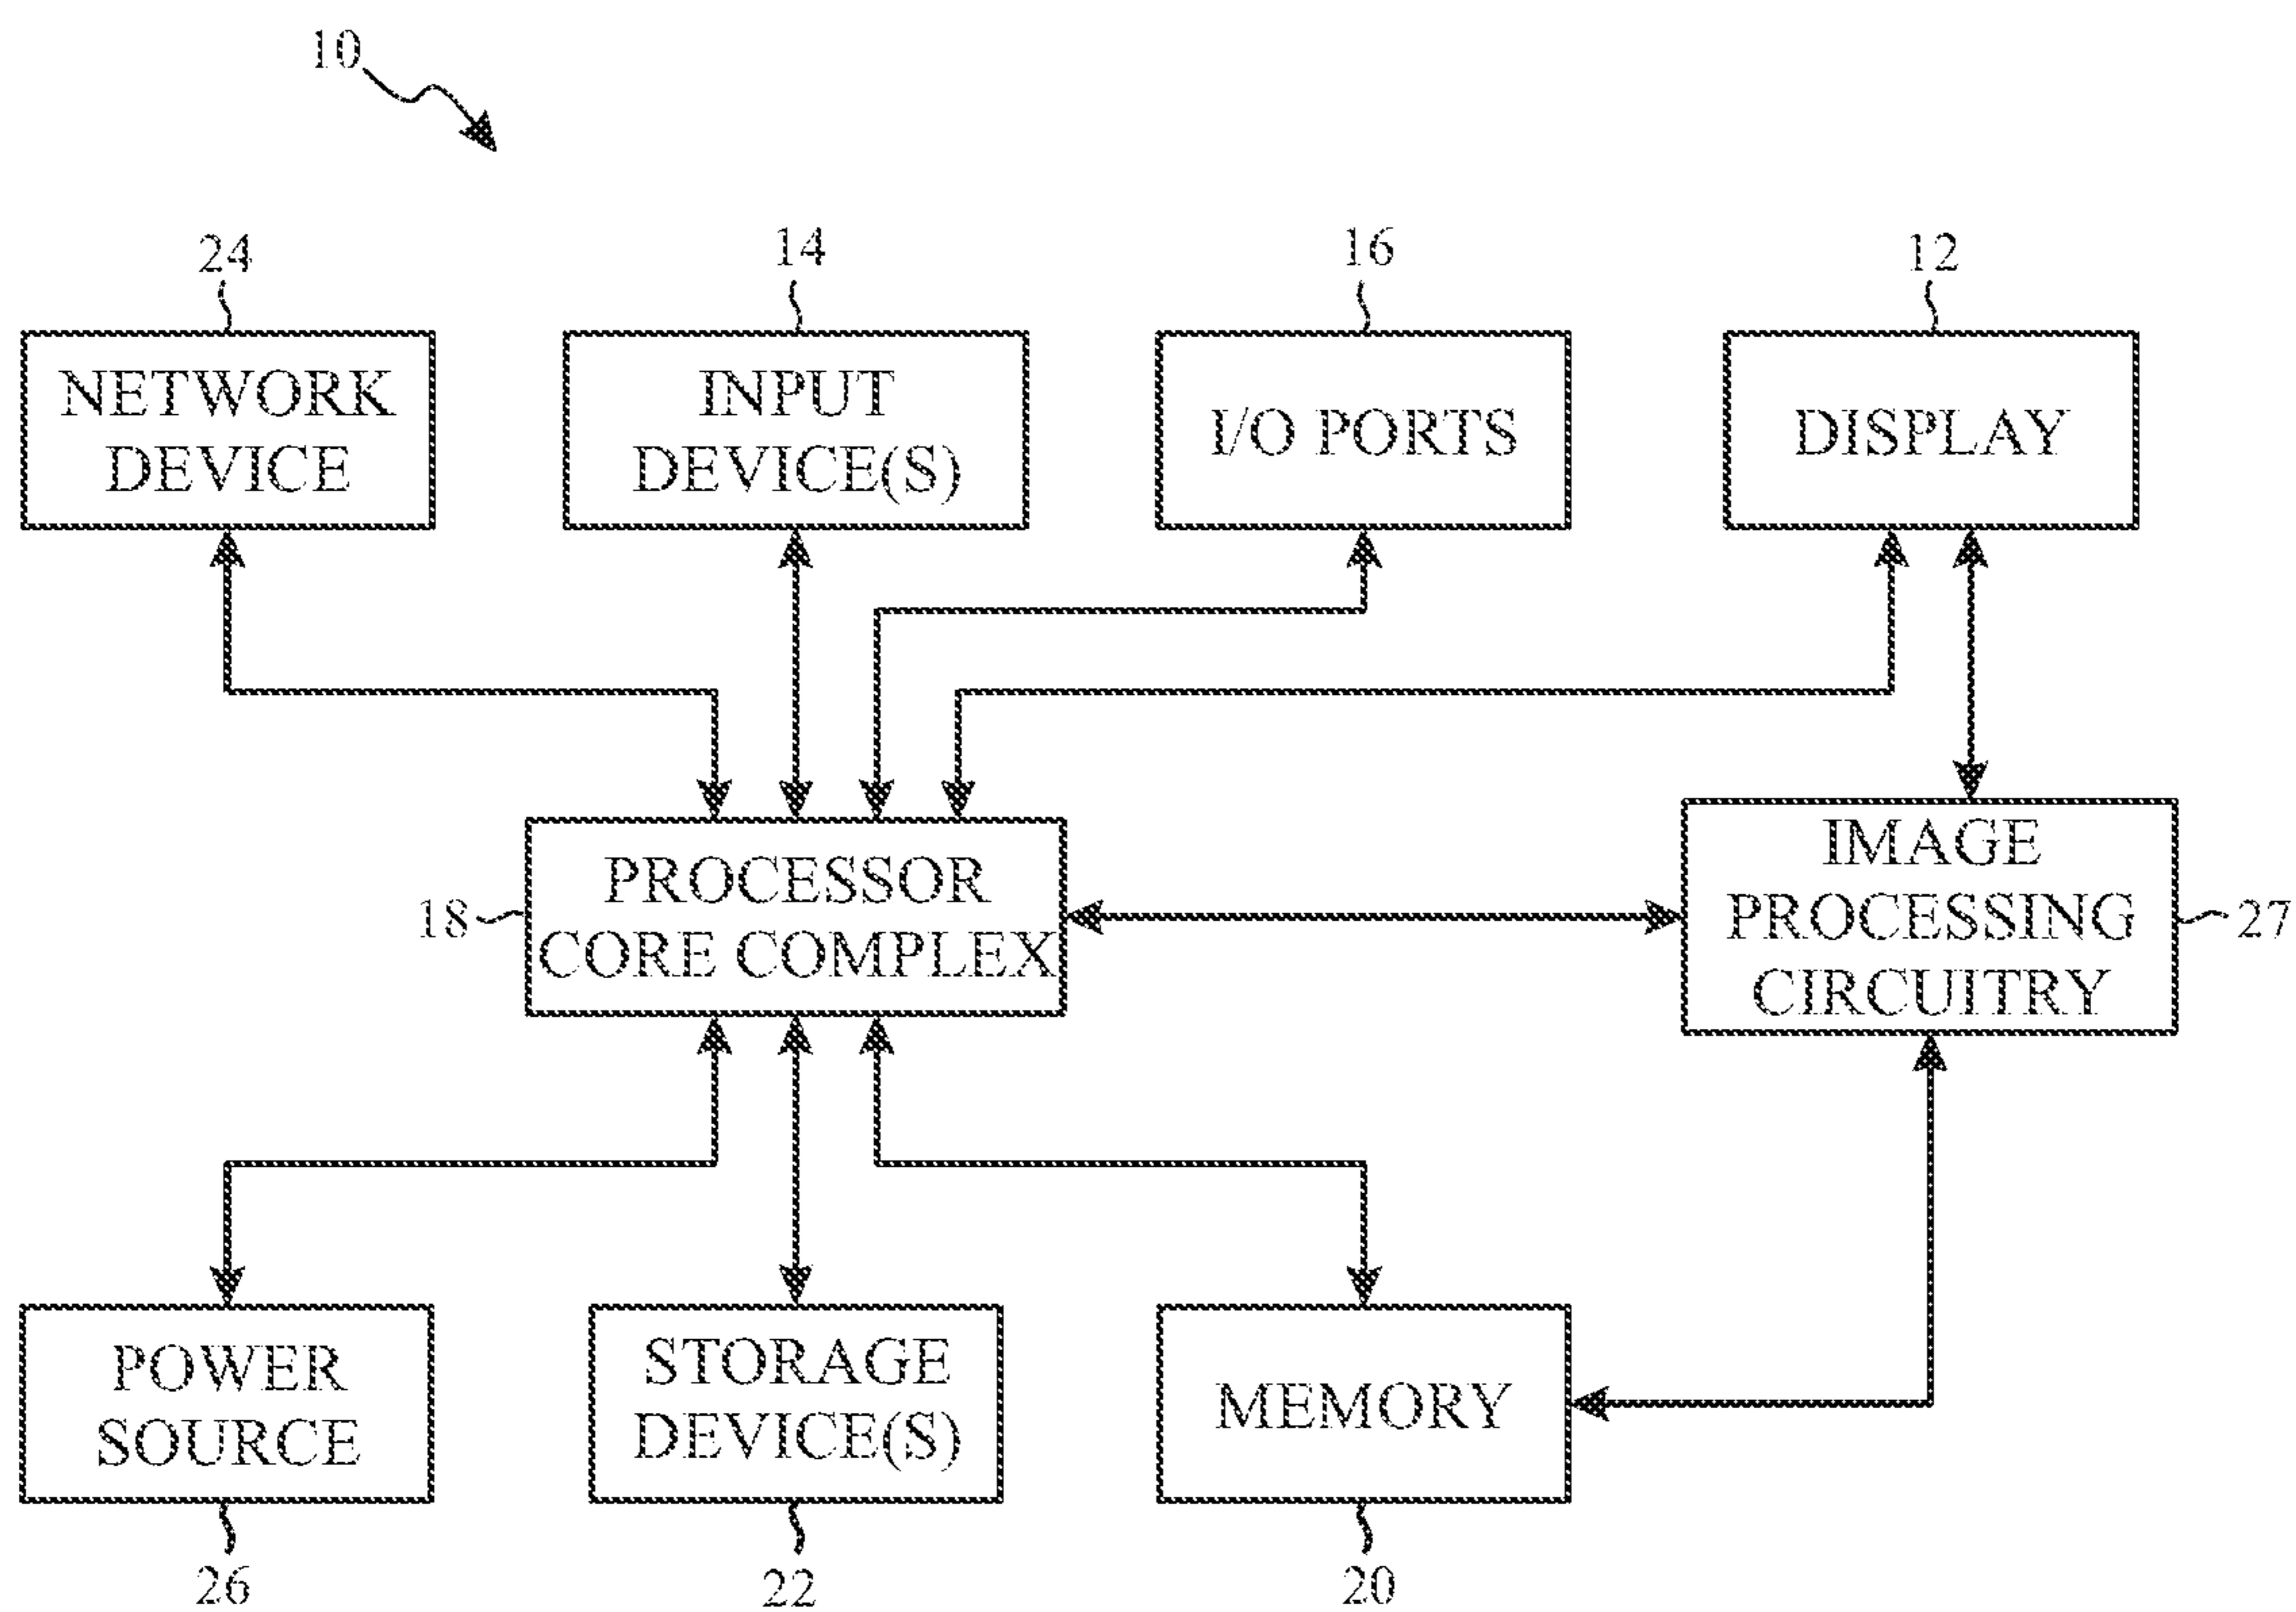 10
24
14
16
12
NETWORK
DEVICE
INPUT
DEVICE(S)
I/O PORTS
DISPLAY
18
PROCESSOR
CORE COMPLEX
IMAGE
PROCESSING
CIRCUITRY
27
POWER
SOURCE
STORAGE
DEVICE(S)
MEMORY
26
22
20